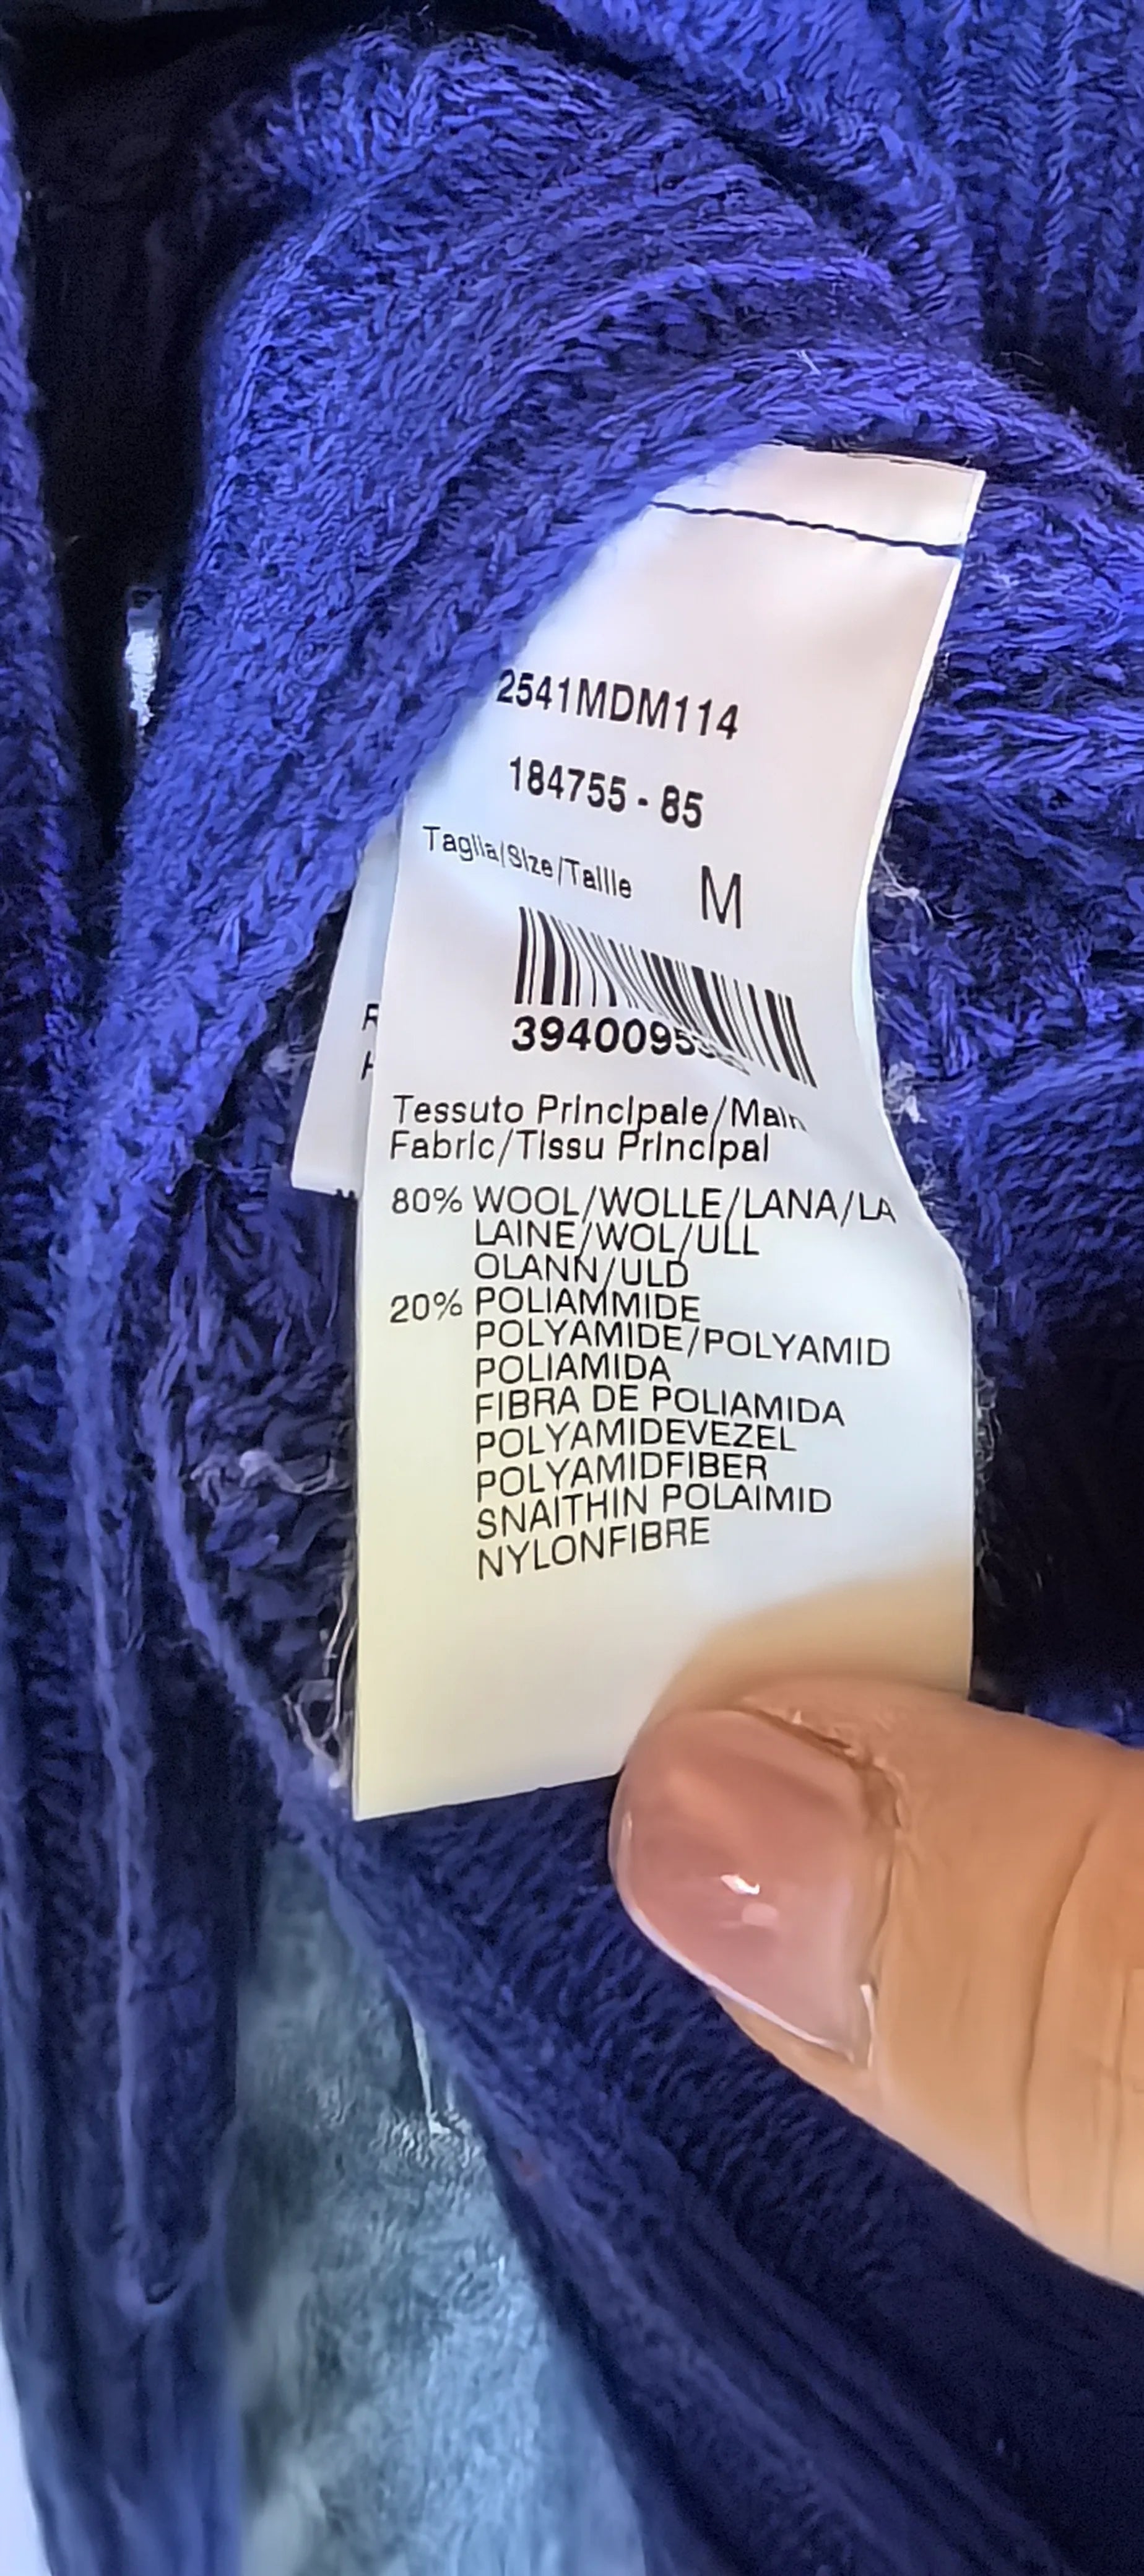 2541MDM114
184755 - 85
Taglia/Size/Taille M
Tessuto Principale/Main
Fabric/Tissu Principal
80% WOOL/WOLLE/LANA/LA
LAINE/WOL/ULL
OLANN/ULD
20% POLIAMMIDE
POLYAMIDE/POLYAMID
POLIAMIDA
FIBRA DE POLIAMIDA
POLYAMIDEVEZEL
POLYAMIDFIBER
SNAITHIN POLAIMID
NYLONFIBRE